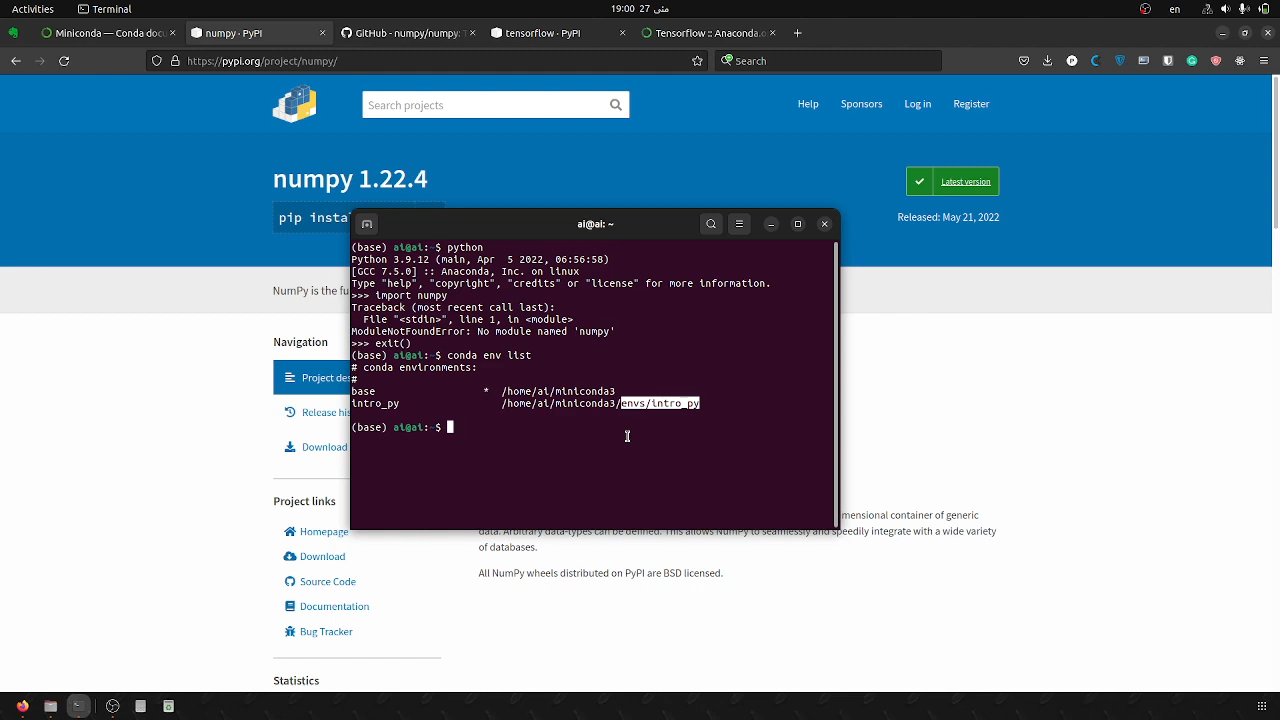 Activities
Terminal
19:00 27 مئی
en
Miniconda — Conda docu
numpy · PyPI
GitHub - numpy/numpy: T
tensorflow · PyPI
Tensorflow :: Anaconda.o
https://pypi.org/project/numpy/
Search
Search projects
Help
Sponsors
Log in
Register
numpy 1.22.4
Latest version
pip instal
Released: May 21, 2022
NumPy is the fu
ai@ai: ~
(base) ai@ai:~$ python
Python 3.9.12 (main, Apr  5 2022, 06:56:58)
[GCC 7.5.0] :: Anaconda, Inc. on linux
Type "help", "copyright", "credits" or "license" for more information.
>>> import numpy
Traceback (most recent call last):
  File "<stdin>", line 1, in <module>
ModuleNotFoundError: No module named 'numpy'
>>> exit()
(base) ai@ai:~$ conda env list
# conda environments:
#
base                  *  /home/ai/miniconda3
intro_py                 /home/ai/miniconda3/envs/intro_py
(base) ai@ai:~$
Navigation
Project des
Release his
Download
Project links
Homepage
Download
Source Code
Documentation
Bug Tracker
Statistics
mensional container of generic
data. Arbitrary data-types can be defined. This allows NumPy to seamlessly and speedily integrate with a wide variety
of databases.
All NumPy wheels distributed on PyPI are BSD licensed.